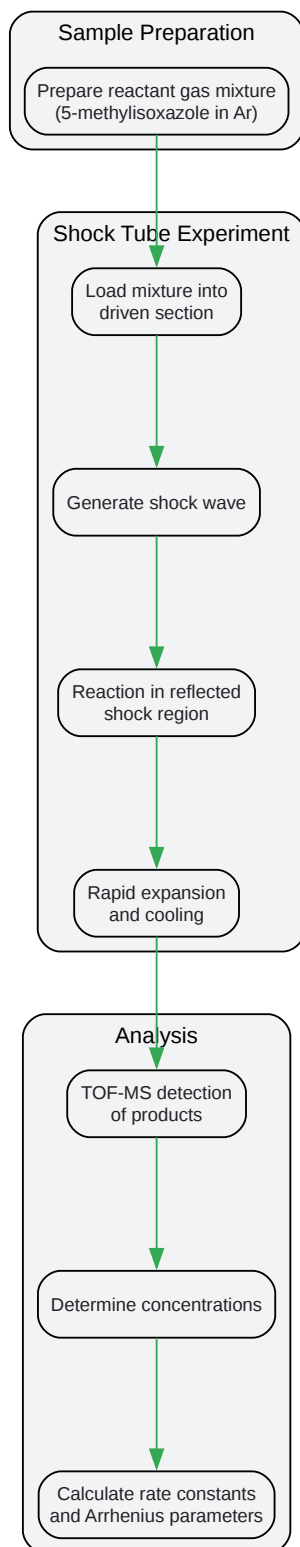 Sample Preparation
Prepare reactant gas mixture
(5-methylisoxazole in Ar)
Shock Tube Experiment
Load mixture into
driven section
Generate shock wave
Reaction in reflected
shock region
Rapid expansion
and cooling
Analysis
TOF-MS detection
of products
Determine concentrations
Calculate rate constants
and Arrhenius parameters